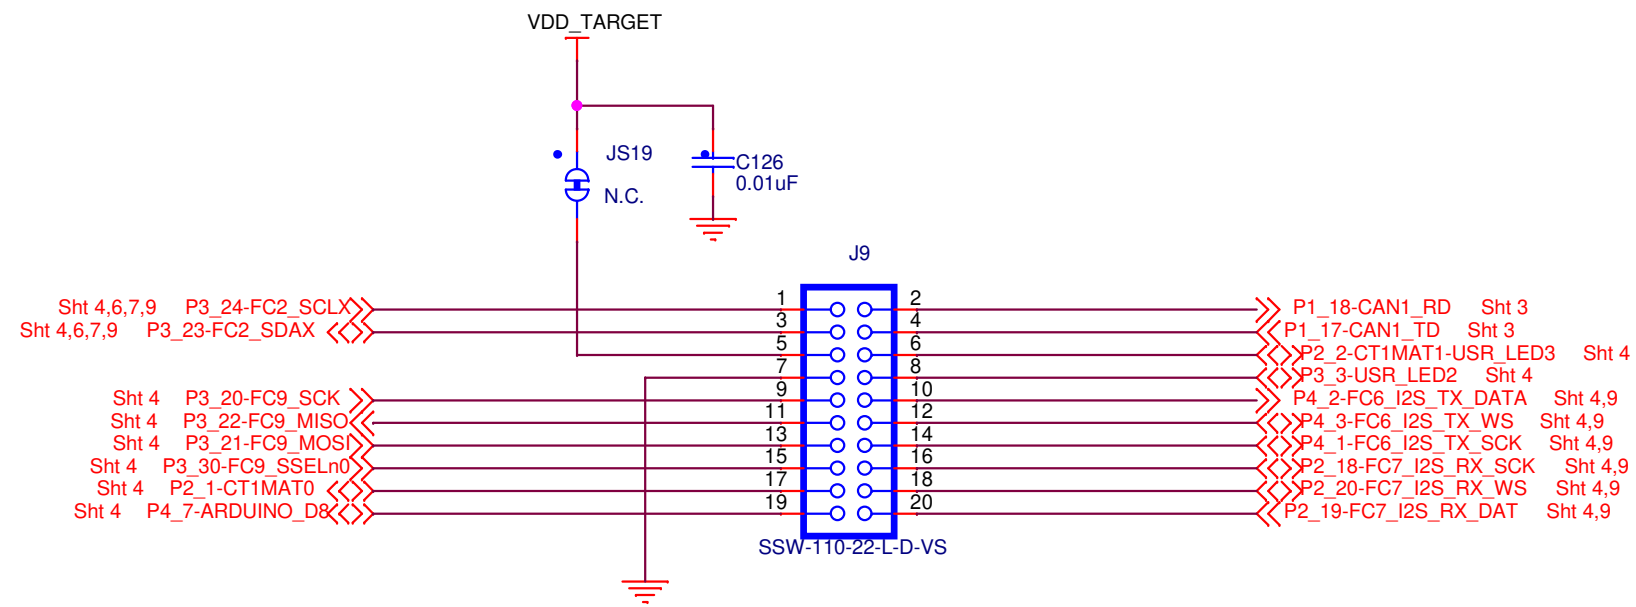 VDD_TARGET
JS19
N.C.
C126
0.01uF
J9
Sht 4,6,7,9 P3_24-FC2_SCLX 1 2 P1_18-CAN1_RD Sht 3
Sht 4,6,7,9 P3_23-FC2_SDAX 3 4 P1_17-CAN1_TD Sht 3
5 6 P2_2-CT1MAT1-USR_LED3 Sht 4
7 8 P3_3-USR_LED2 Sht 4
Sht 4 P3_20-FC9_SCK 9 10 P4_2-FC6_I2S_TX_DATA Sht 4,9
Sht 4 P3_22-FC9_MISO 11 12 P4_3-FC6_I2S_TX_WS Sht 4,9
Sht 4 P3_21-FC9_MOSI 13 14 P4_1-FC6_I2S_TX_SCK Sht 4,9
Sht 4 P3_30-FC9_SSELn0 15 16 P2_18-FC7_I2S_RX_SCK Sht 4,9
Sht 4 P2_1-CT1MAT0 17 18 P2_20-FC7_I2S_RX_WS Sht 4,9
Sht 4 P4_7-ARDUINO_D8 19 20 P2_19-FC7_I2S_RX_DAT Sht 4,9
SSW-110-22-L-D-VS